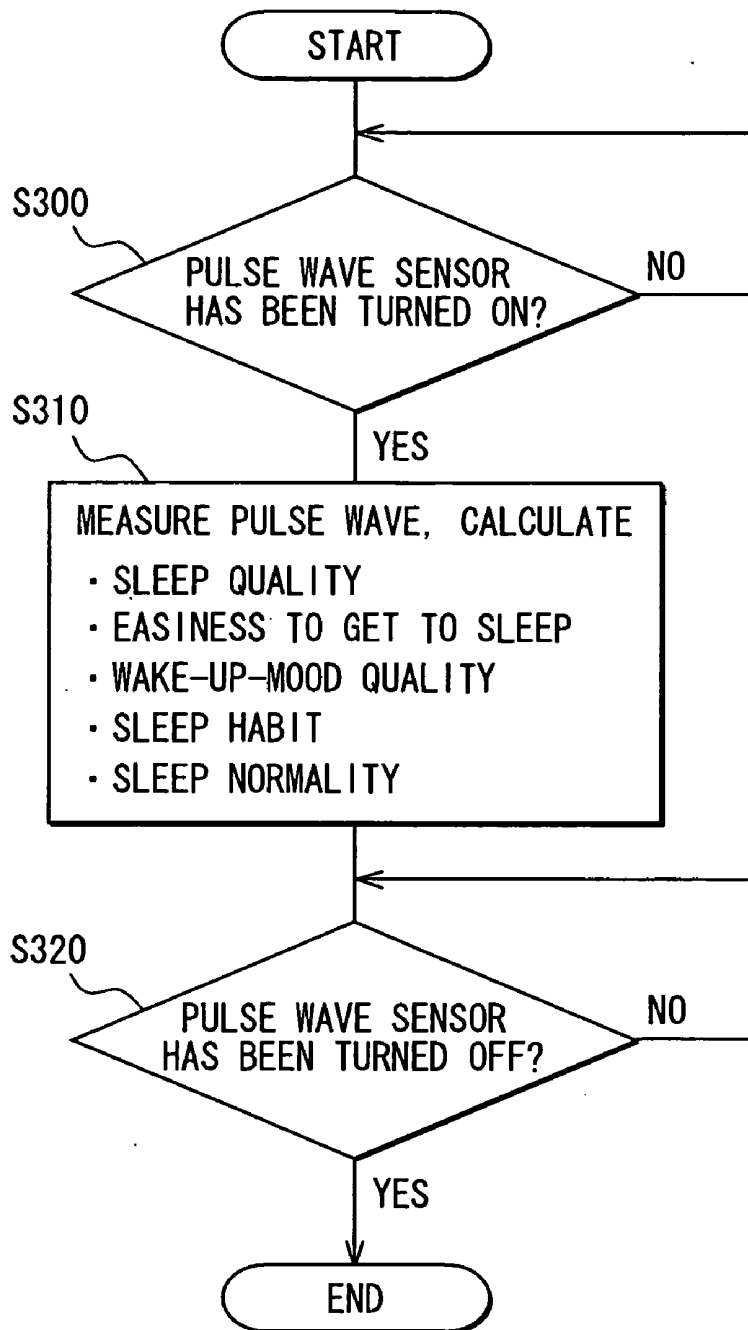 START
S300
PULSE WAVE SENSOR
HAS BEEN TURNED ON?
NO
S310
YES
MEASURE PULSE WAVE, CALCULATE
· SLEEP QUALITY
· EASINESS TO GET TO SLEEP
· WAKE-UP-MOOD QUALITY
· SLEEP HABIT
· SLEEP NORMALITY
S320
PULSE WAVE SENSOR
HAS BEEN TURNED OFF?
NO
YES
END